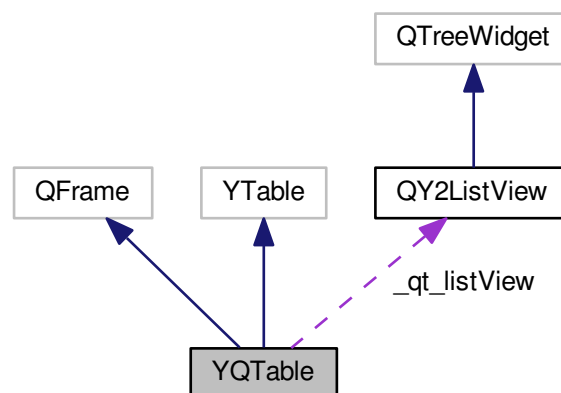 QTreeWidget
QFrame
YTable
QY2ListView
_qt_listView
YQTable